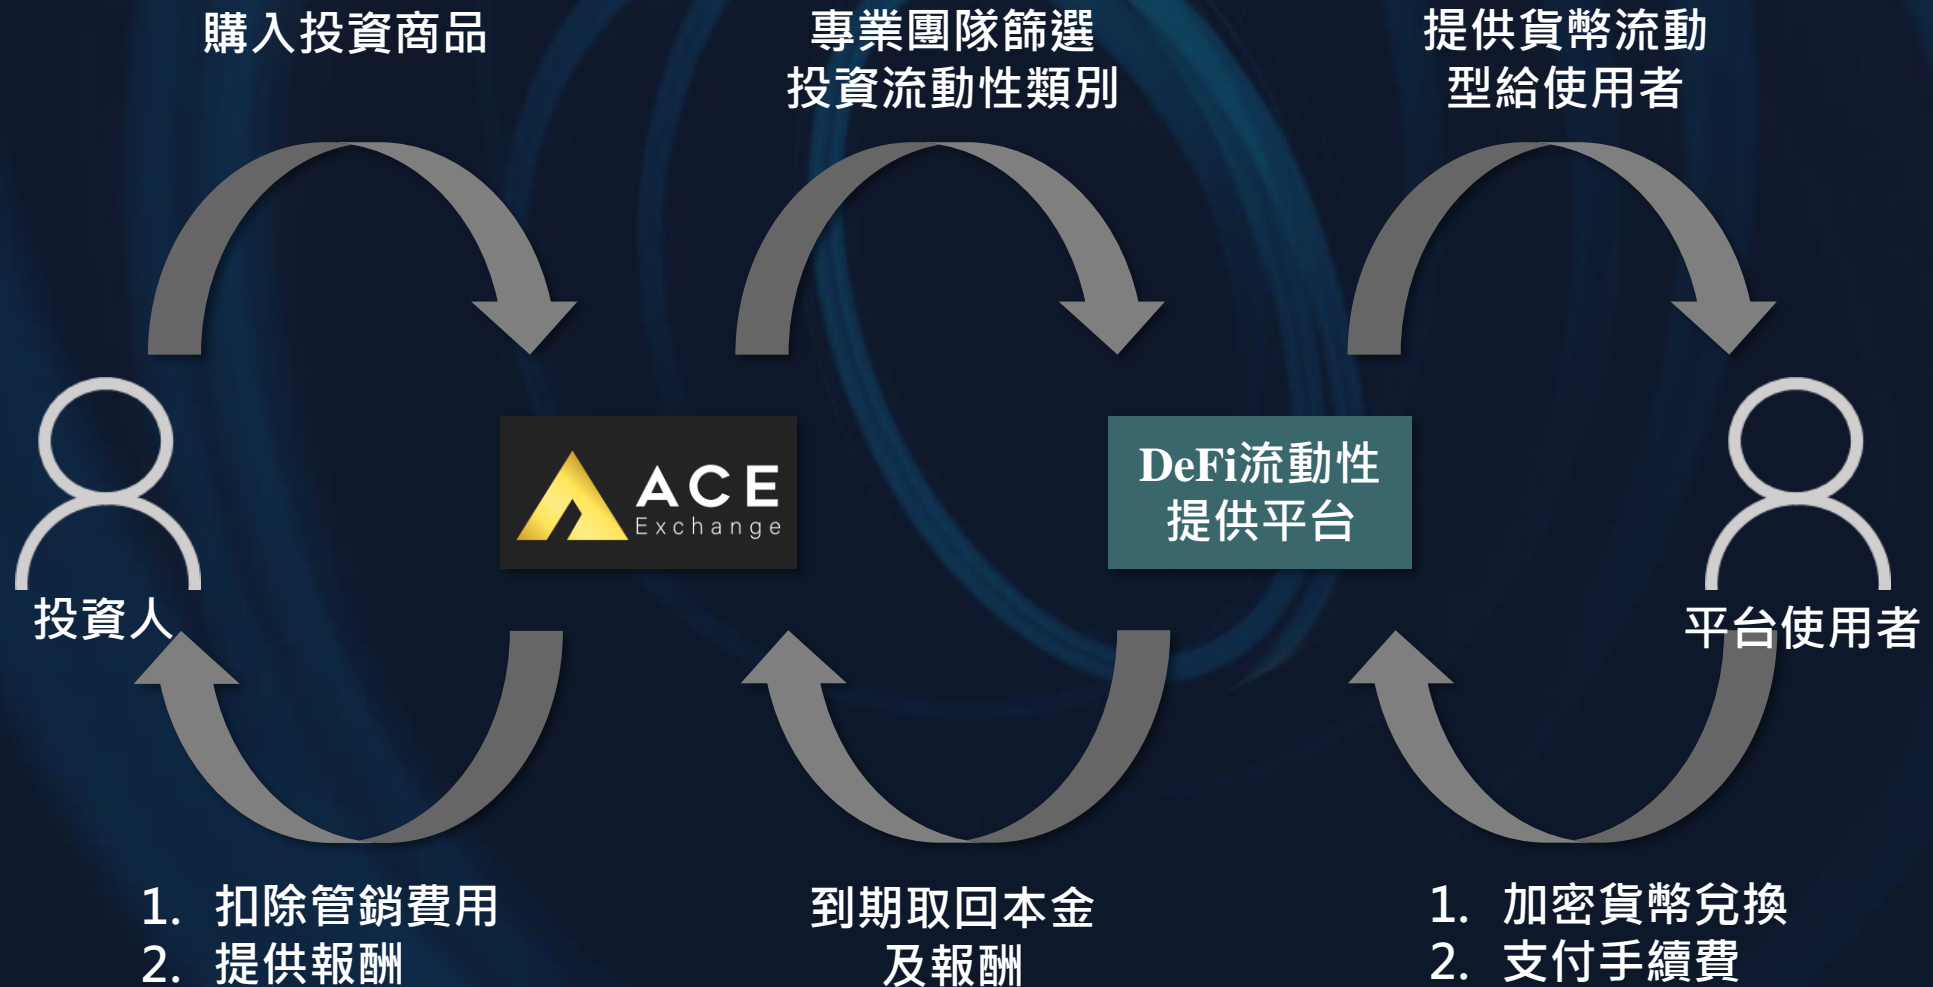 購入投資商品
專業團隊篩選
投資流動性類別
提供貨幣流動
型給使用者
ACE
Exchange
DeFi流動性
提供平台
投資人
平台使用者
1. 扣除管銷費用
2. 提供報酬
到期取回本金
及報酬
1. 加密貨幣兌換
2. 支付手續費